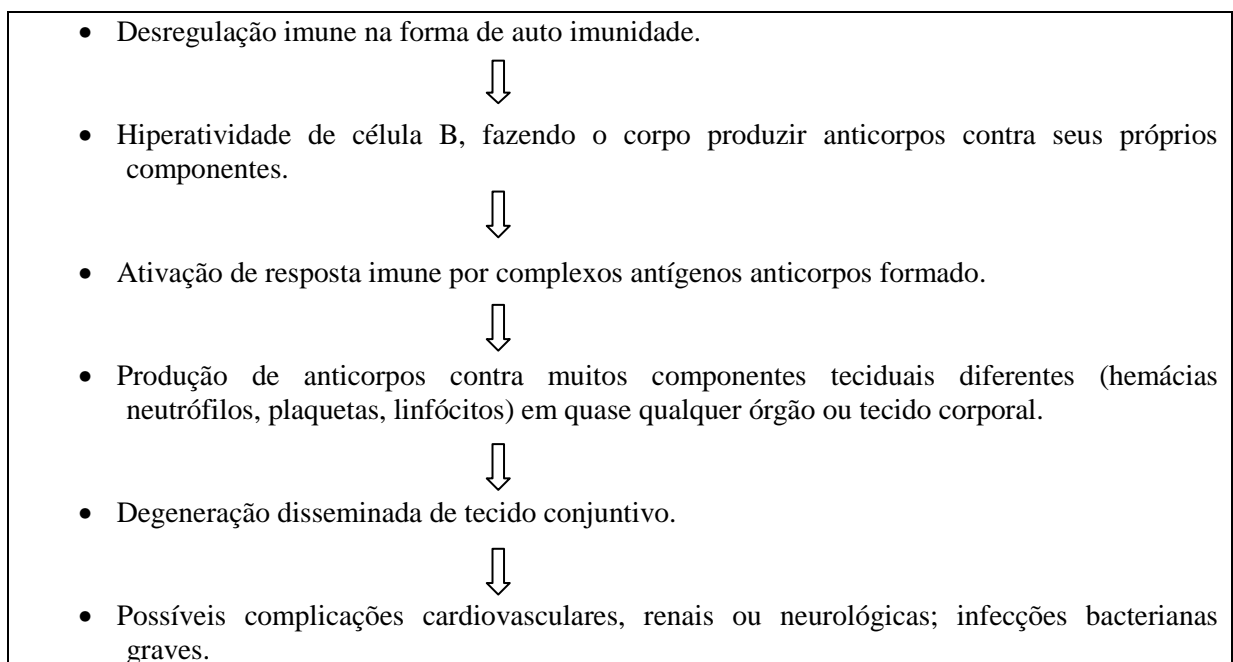 • Desregulação imune na forma de auto imunidade.
• Hiperatividade de célula B, fazendo o corpo produzir anticorpos contra seus próprios
componentes.
• Ativação de resposta imune por complexos antígenos anticorpos formado.
• Produção de anticorpos contra muitos componentes teciduais diferentes (hemácias
neutrófilos, plaquetas, linfócitos) em quase qualquer órgão ou tecido corporal.
• Degeneração disseminada de tecido conjuntivo.
• Possíveis complicações cardiovasculares, renais ou neurológicas; infecções bacterianas
graves.